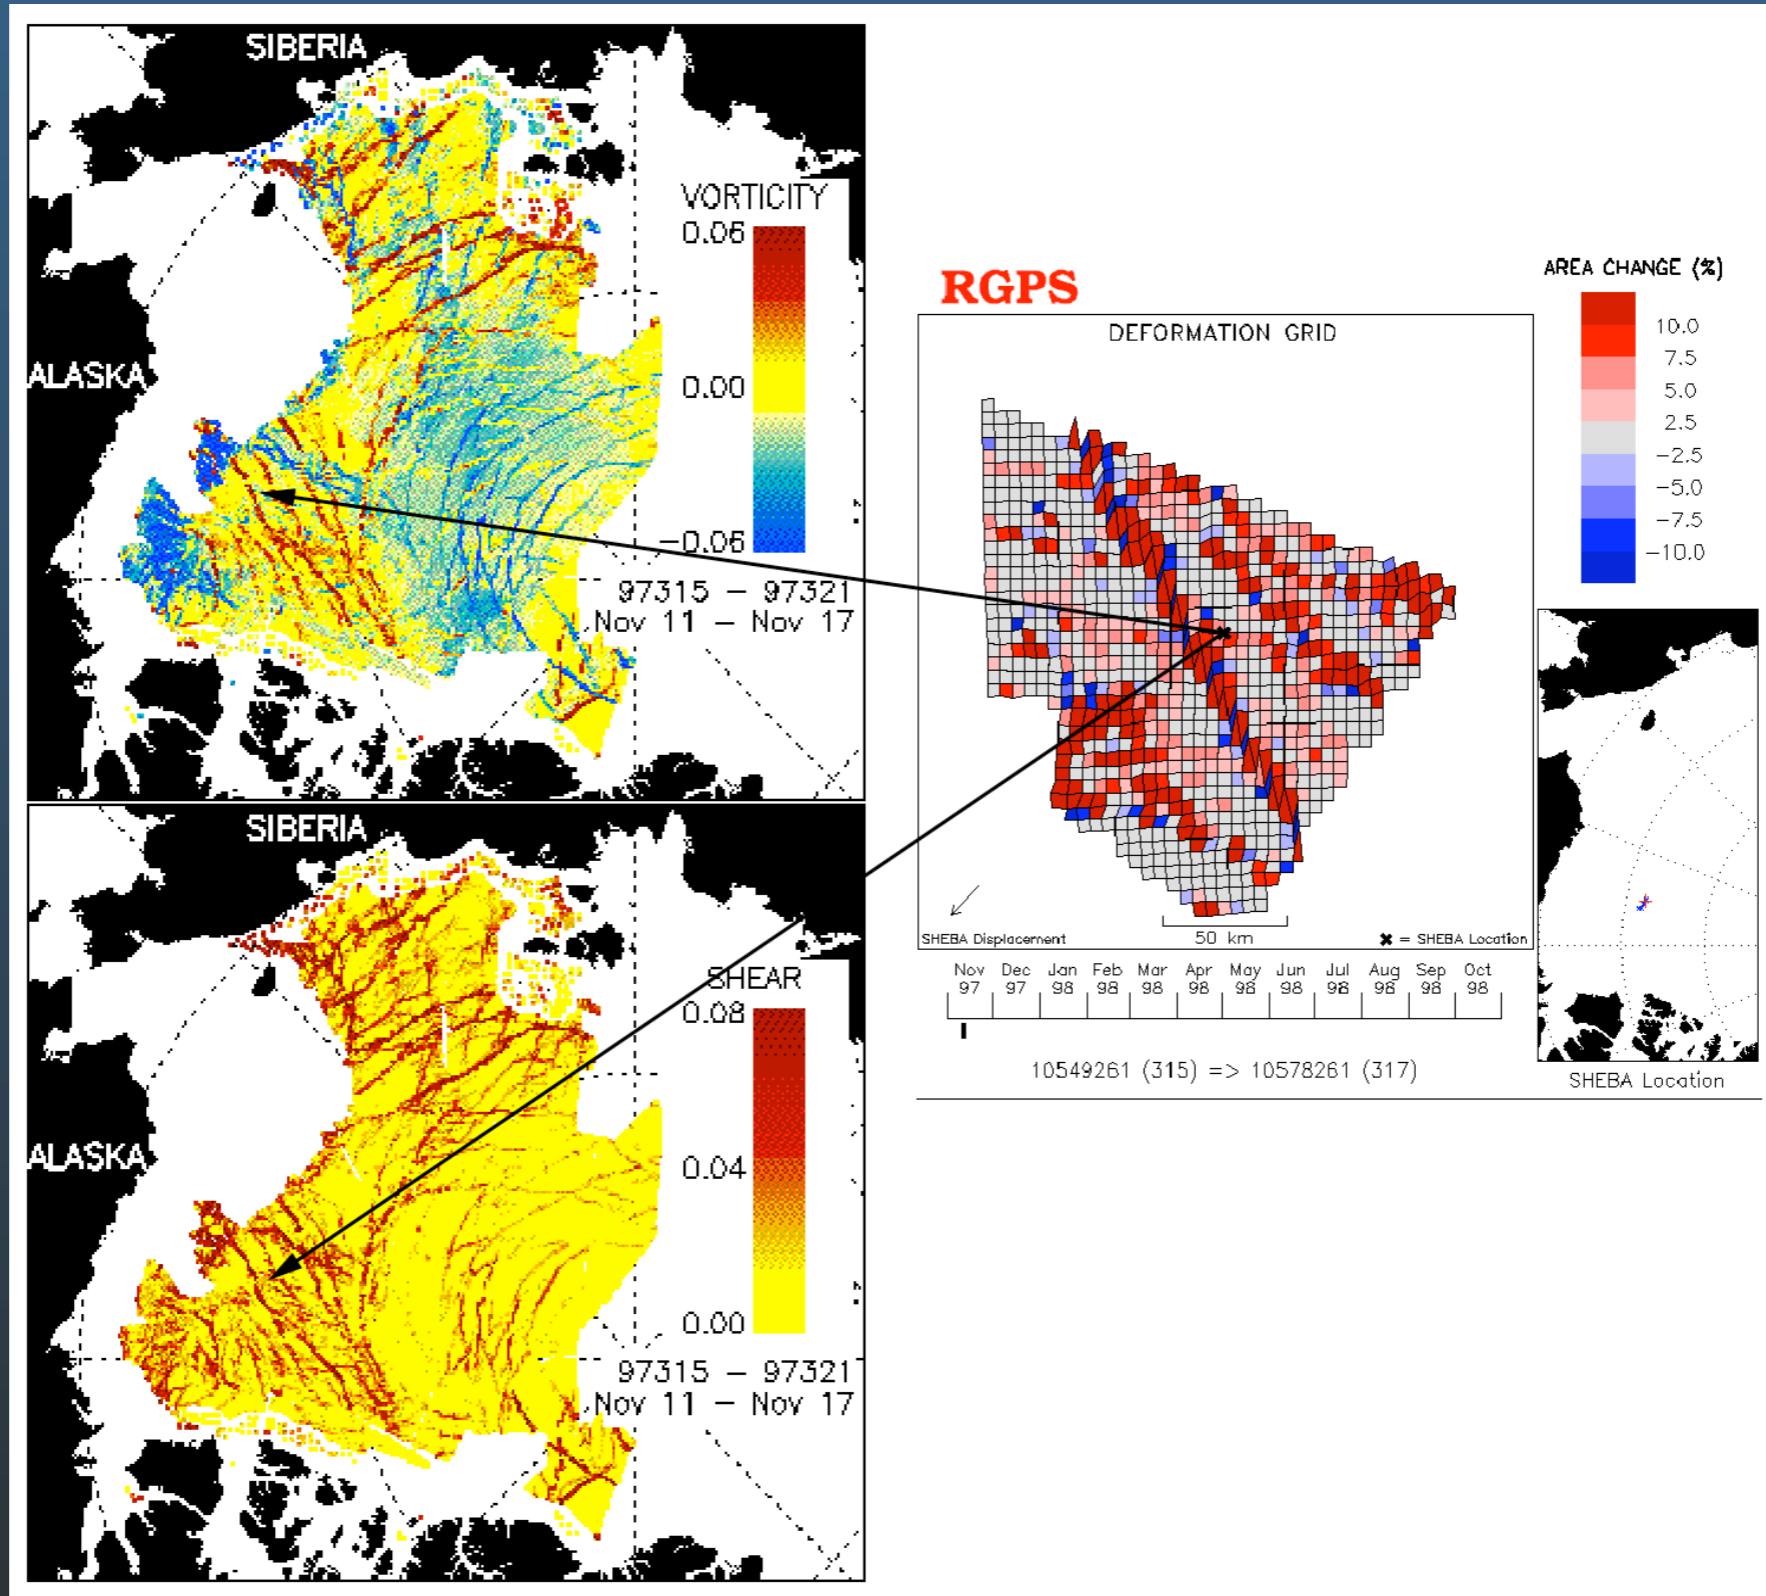 SIBERIA
VORTICITY
0.06
0.00
−0.06
ALASKA
97315 − 97321
Nov 11 − Nov 17
SIBERIA
SHEAR
0.08
0.04
0.00
ALASKA
97315 − 97321
Nov 11 − Nov 17
RGPS
DEFORMATION GRID
SHEBA Displacement
50 km
✖ = SHEBA Location
Nov Dec Jan Feb Mar Apr May Jun Jul Aug Sep Oct
97 97 98 98 98 98 98 98 98 98 98 98
10549261 (315) => 10578261 (317)
AREA CHANGE (%)
10.0
7.5
5.0
2.5
−2.5
−5.0
−7.5
−10.0
SHEBA Location